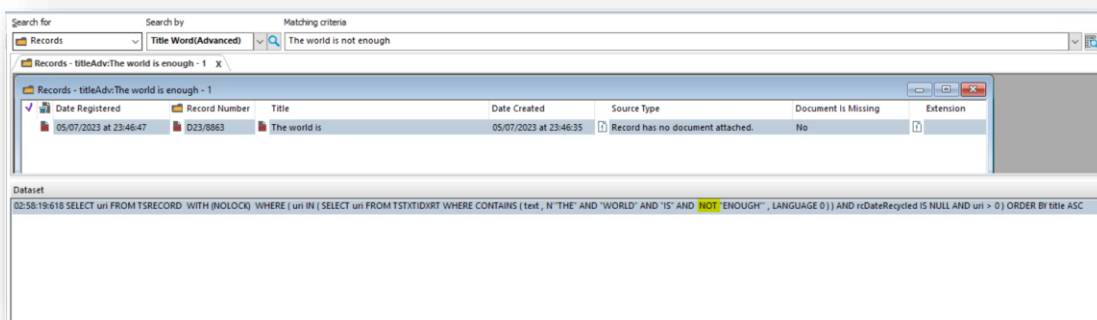 Search for Search by Matching criteria
Records Title Word(Advanced) The world is not enough
Records - titleAdv:The world is enough - 1 x
Records - titleAdv:The world is enough - 1
Date Registered Record Number Title Date Created Source Type Document Is Missing Extension
05/07/2023 at 23:46:47 D23/8863 The world is 05/07/2023 at 23:46:35 Record has no document attached. No
Dataset
02:58:19:618 SELECT uri FROM TSRECORD WITH (NOLOCK) WHERE ( uri IN ( SELECT uri FROM TSTXTIDXRT WHERE CONTAINS ( text , N'"THE" AND "WORLD" AND "IS" AND NOT "ENOUGH"' , LANGUAGE 0 ) ) AND rcDateRecycled IS NULL AND uri > 0 ) ORDER BY title ASC